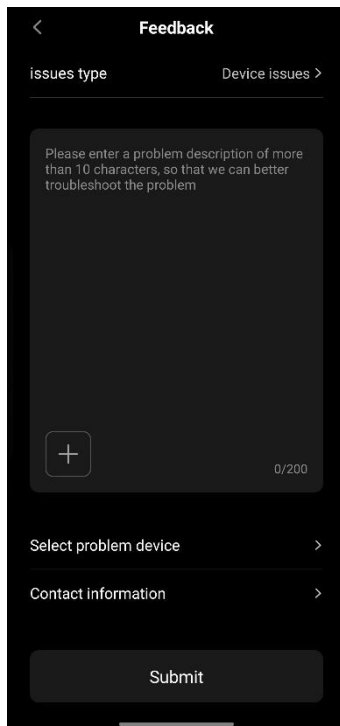 Feedback
issues type
Device issues >
Please enter a problem description of more
than 10 characters, so that we can better
troubleshoot the problem
0/200
Select problem device
Contact information
Submit